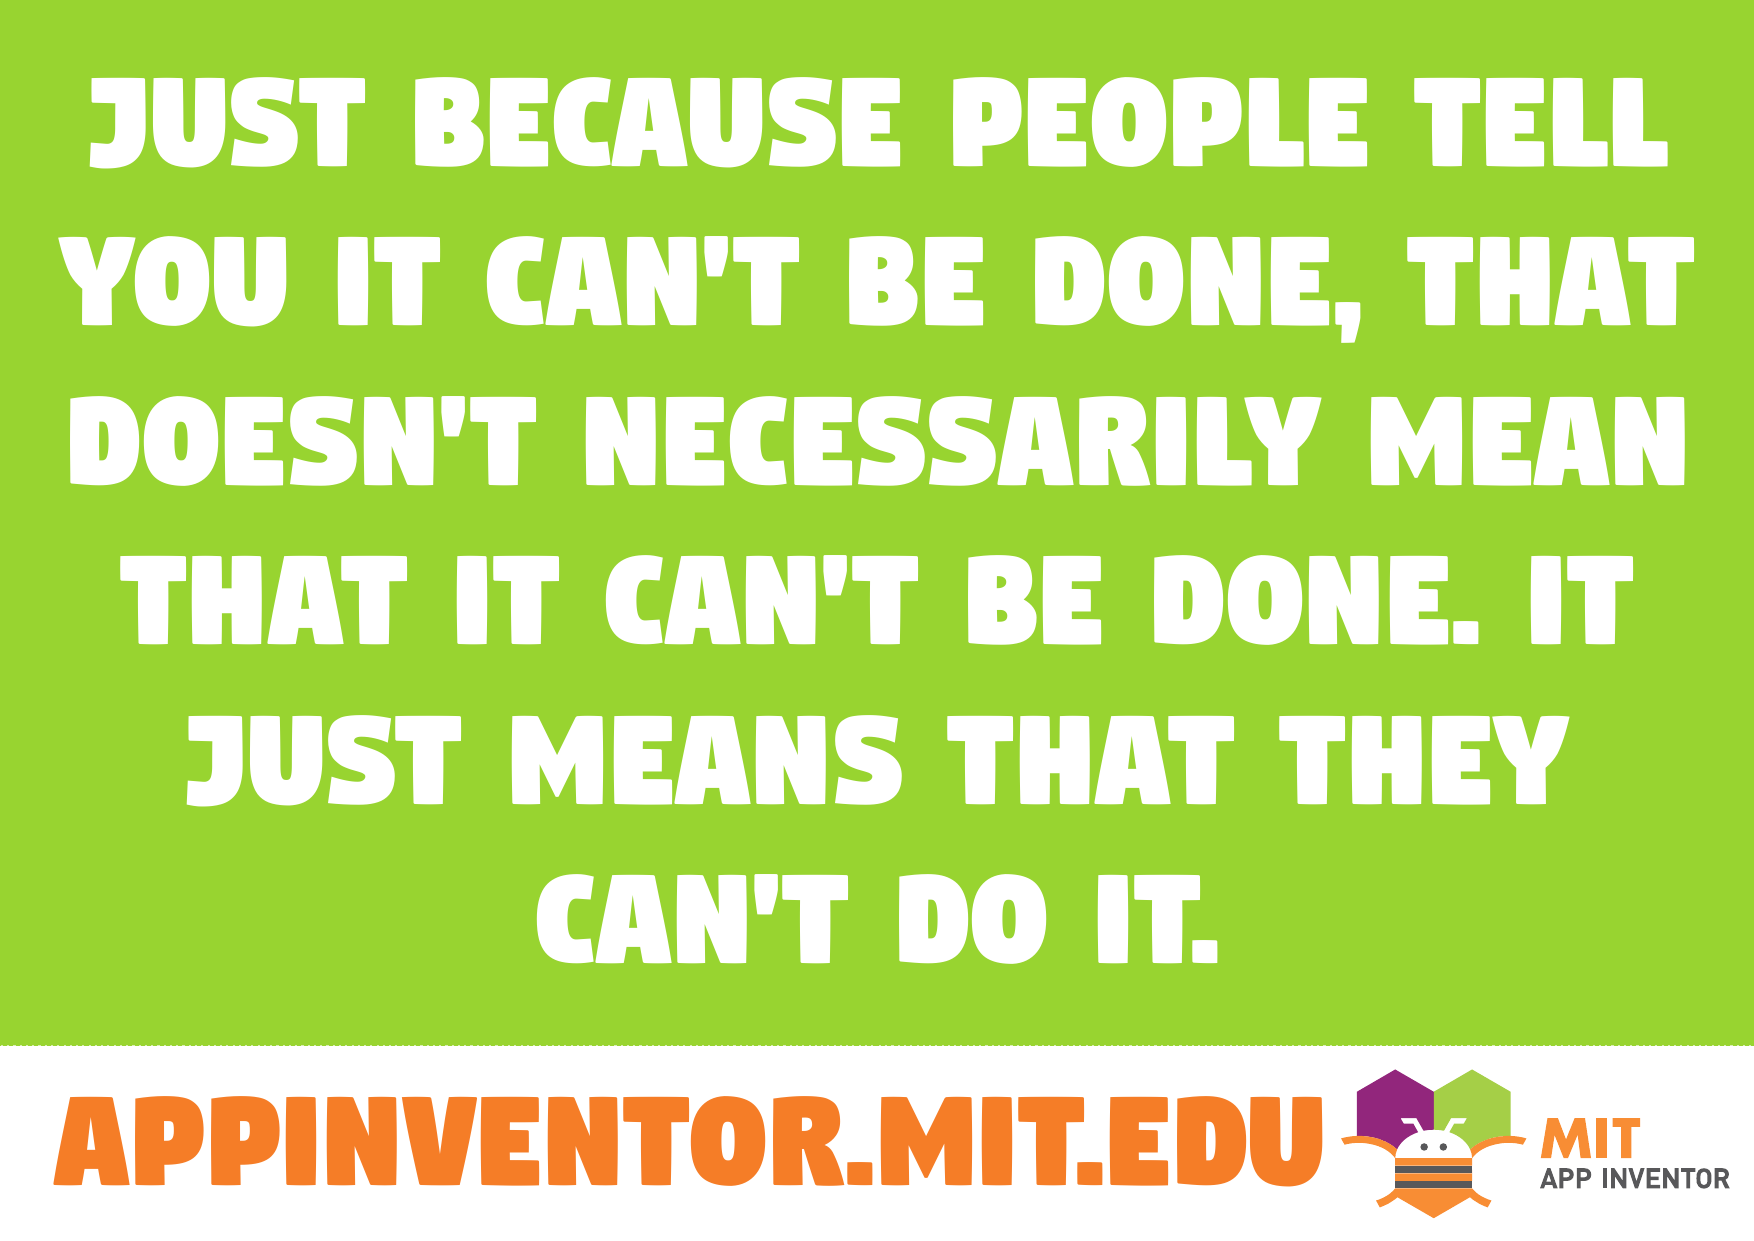 JUST BECAUSE PEOPLE TELL
YOU IT CAN'T BE DONE, THAT
DOESN'T NECESSARILY MEAN
THAT IT CAN'T BE DONE. IT
JUST MEANS THAT THEY
CAN'T DO IT.
APPINVENTOR.MIT.EDU
MIT
APP INVENTOR